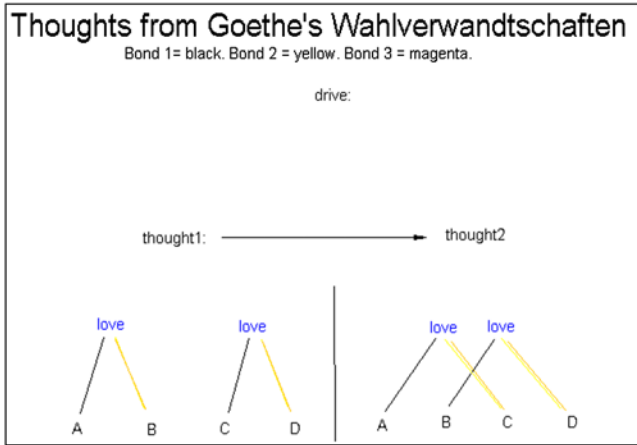 Thoughts from Goethe's Wahlverwandtschaften
Bond 1= black. Bond 2 = yellow. Bond 3 = magenta.
drive:
thought1: thought2
love love love love
A B C D A B C D